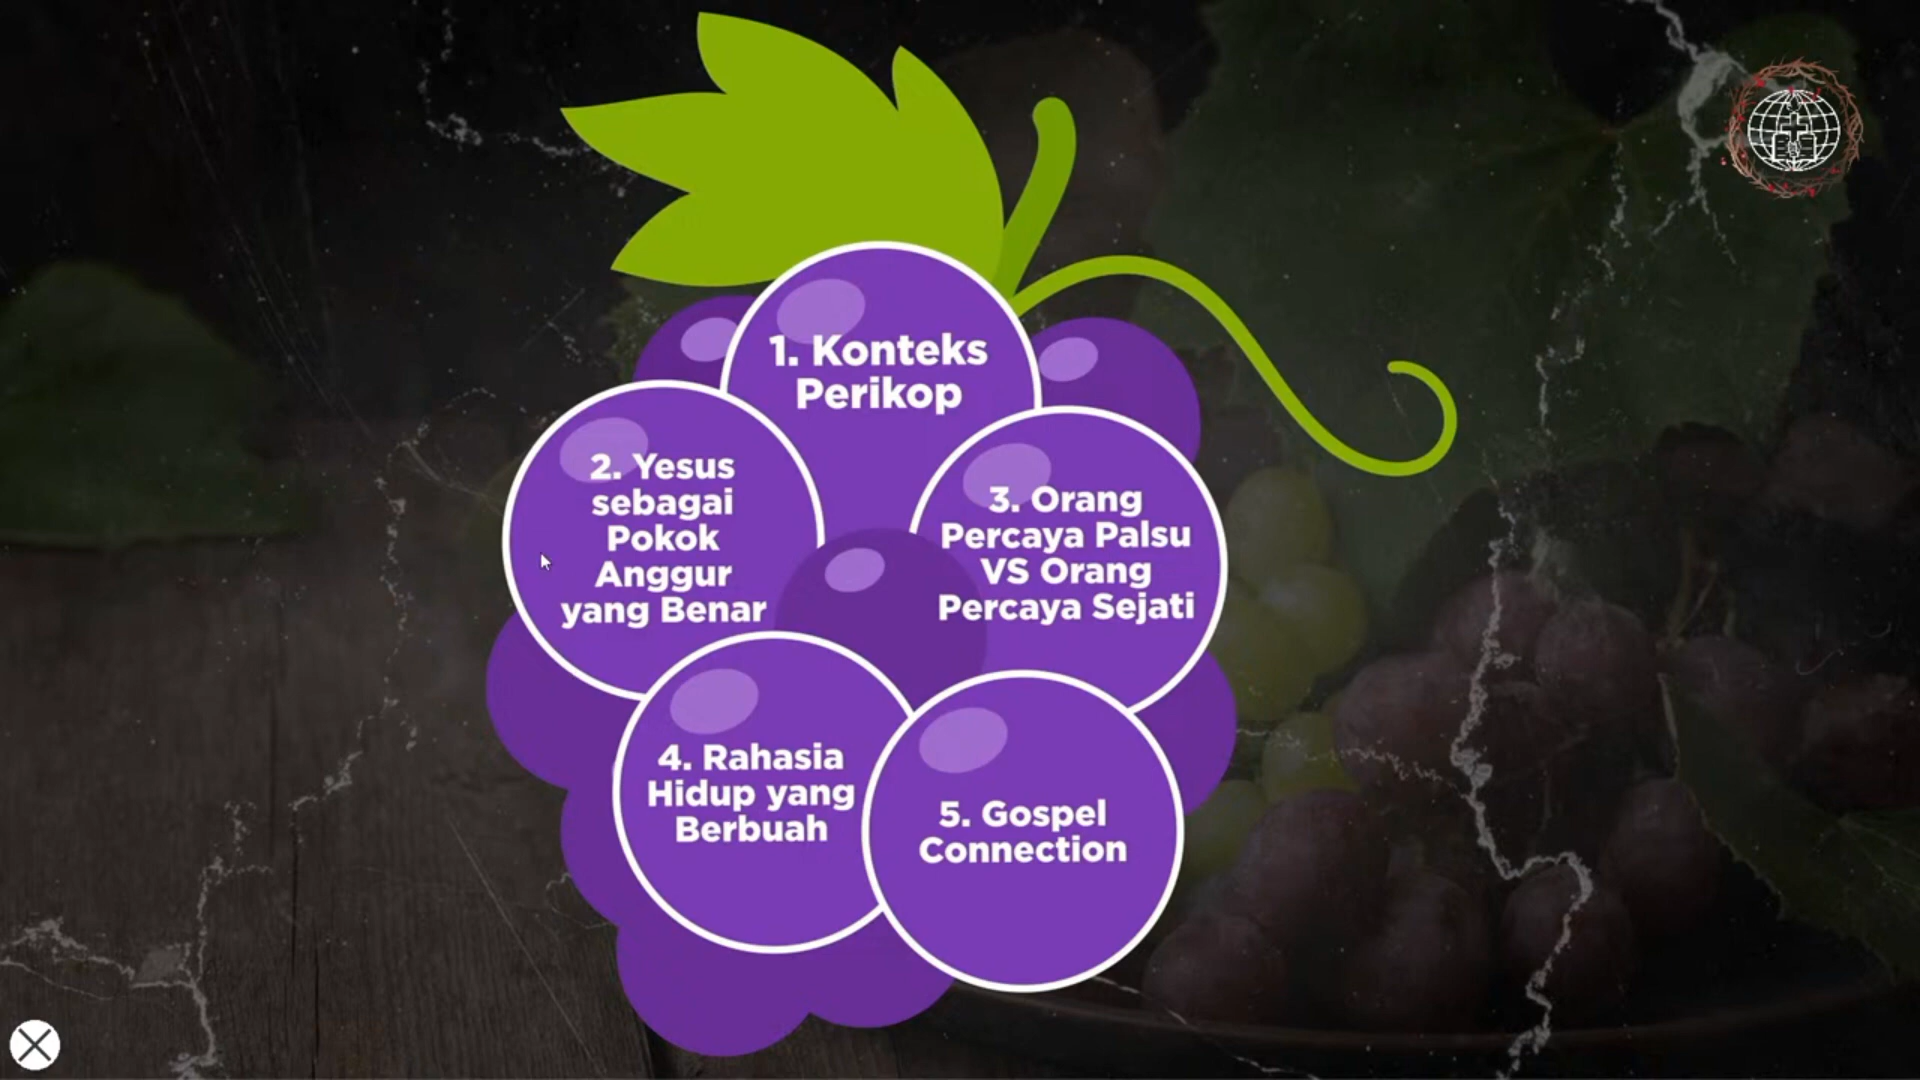 1. Konteks
Perikop
2. Yesus
sebagai
Pokok
Anggur
yang Benar
3. Orang
Percaya Palsu
VS Orang
Percaya Sejati
4. Rahasia
Hidup yang
Berbuah
5. Gospel
Connection